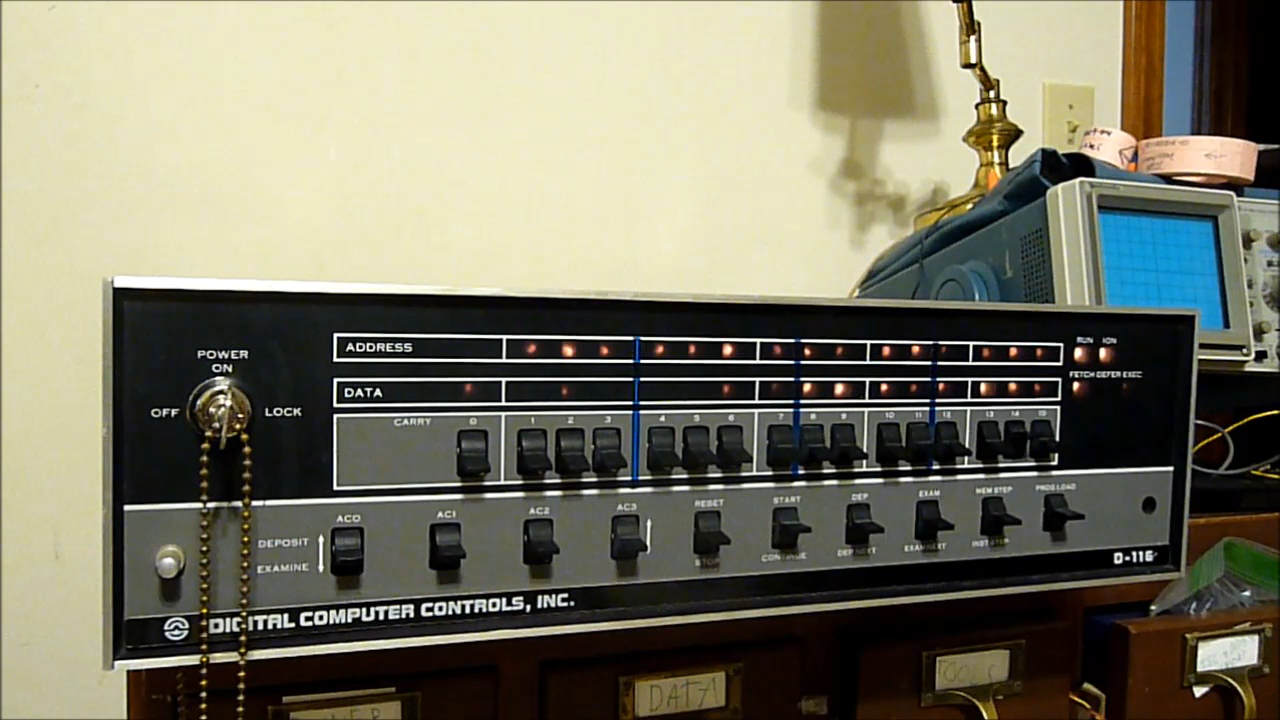 POWER
ON
OFF
LOCK
ADDRESS
DATA
CARRY 0 1 2 3 4 5 6 7 8 9 10 11 12 13 14 15
RUN ION
FETCH DEFER EXEC
AC0 AC1 AC2 AC3 RESET START DEP EXAM MEM STEP PROG LOAD
DEPOSIT
EXAMINE
STOP CONTINUE DEP NEXT EXAM NEXT INST STEP
D-116
DIGITAL COMPUTER CONTROLS, INC.
DATA
TOOLS